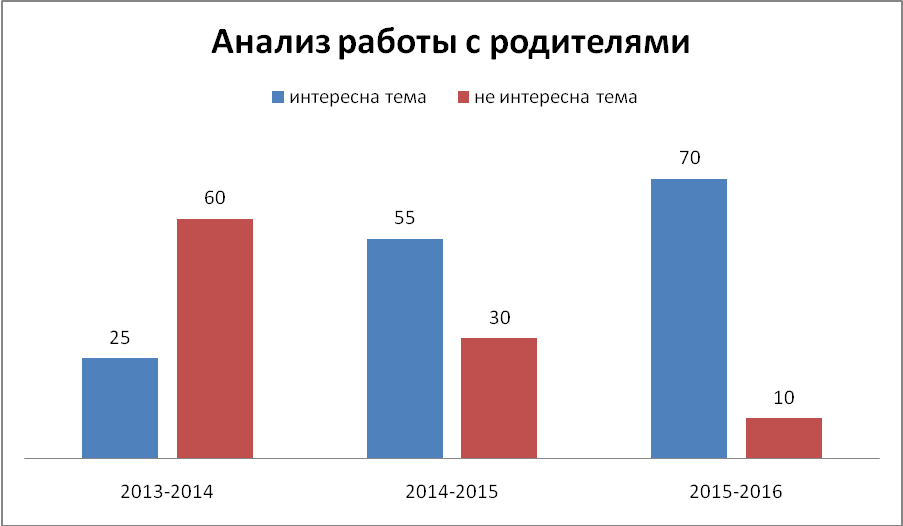 Анализ работы с родителями
интересна тема не интересна тема
70
60
55
30
25
10
2013-2014 2014-2015 2015-2016